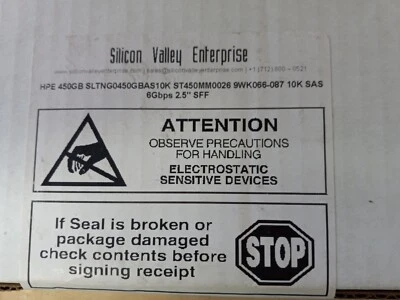 Silicon Valley Enterprise
HPE 450GB SLTNG0450GBAS10K ST450MM0026 9WK066-087 10K SAS
6Gbps 2.5" SFF
ATTENTION
OBSERVE PRECAUTIONS
FOR HANDLING
ELECTROSTATIC
SENSITIVE DEVICES
If Seal is broken or
package damaged
check contents before
signing receipt
STOP